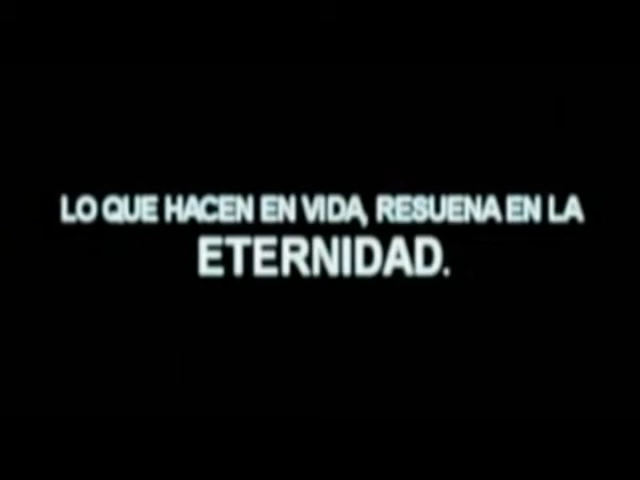 LO QUE HACEN EN VIDA, RESUENA EN LA
ETERNIDAD.